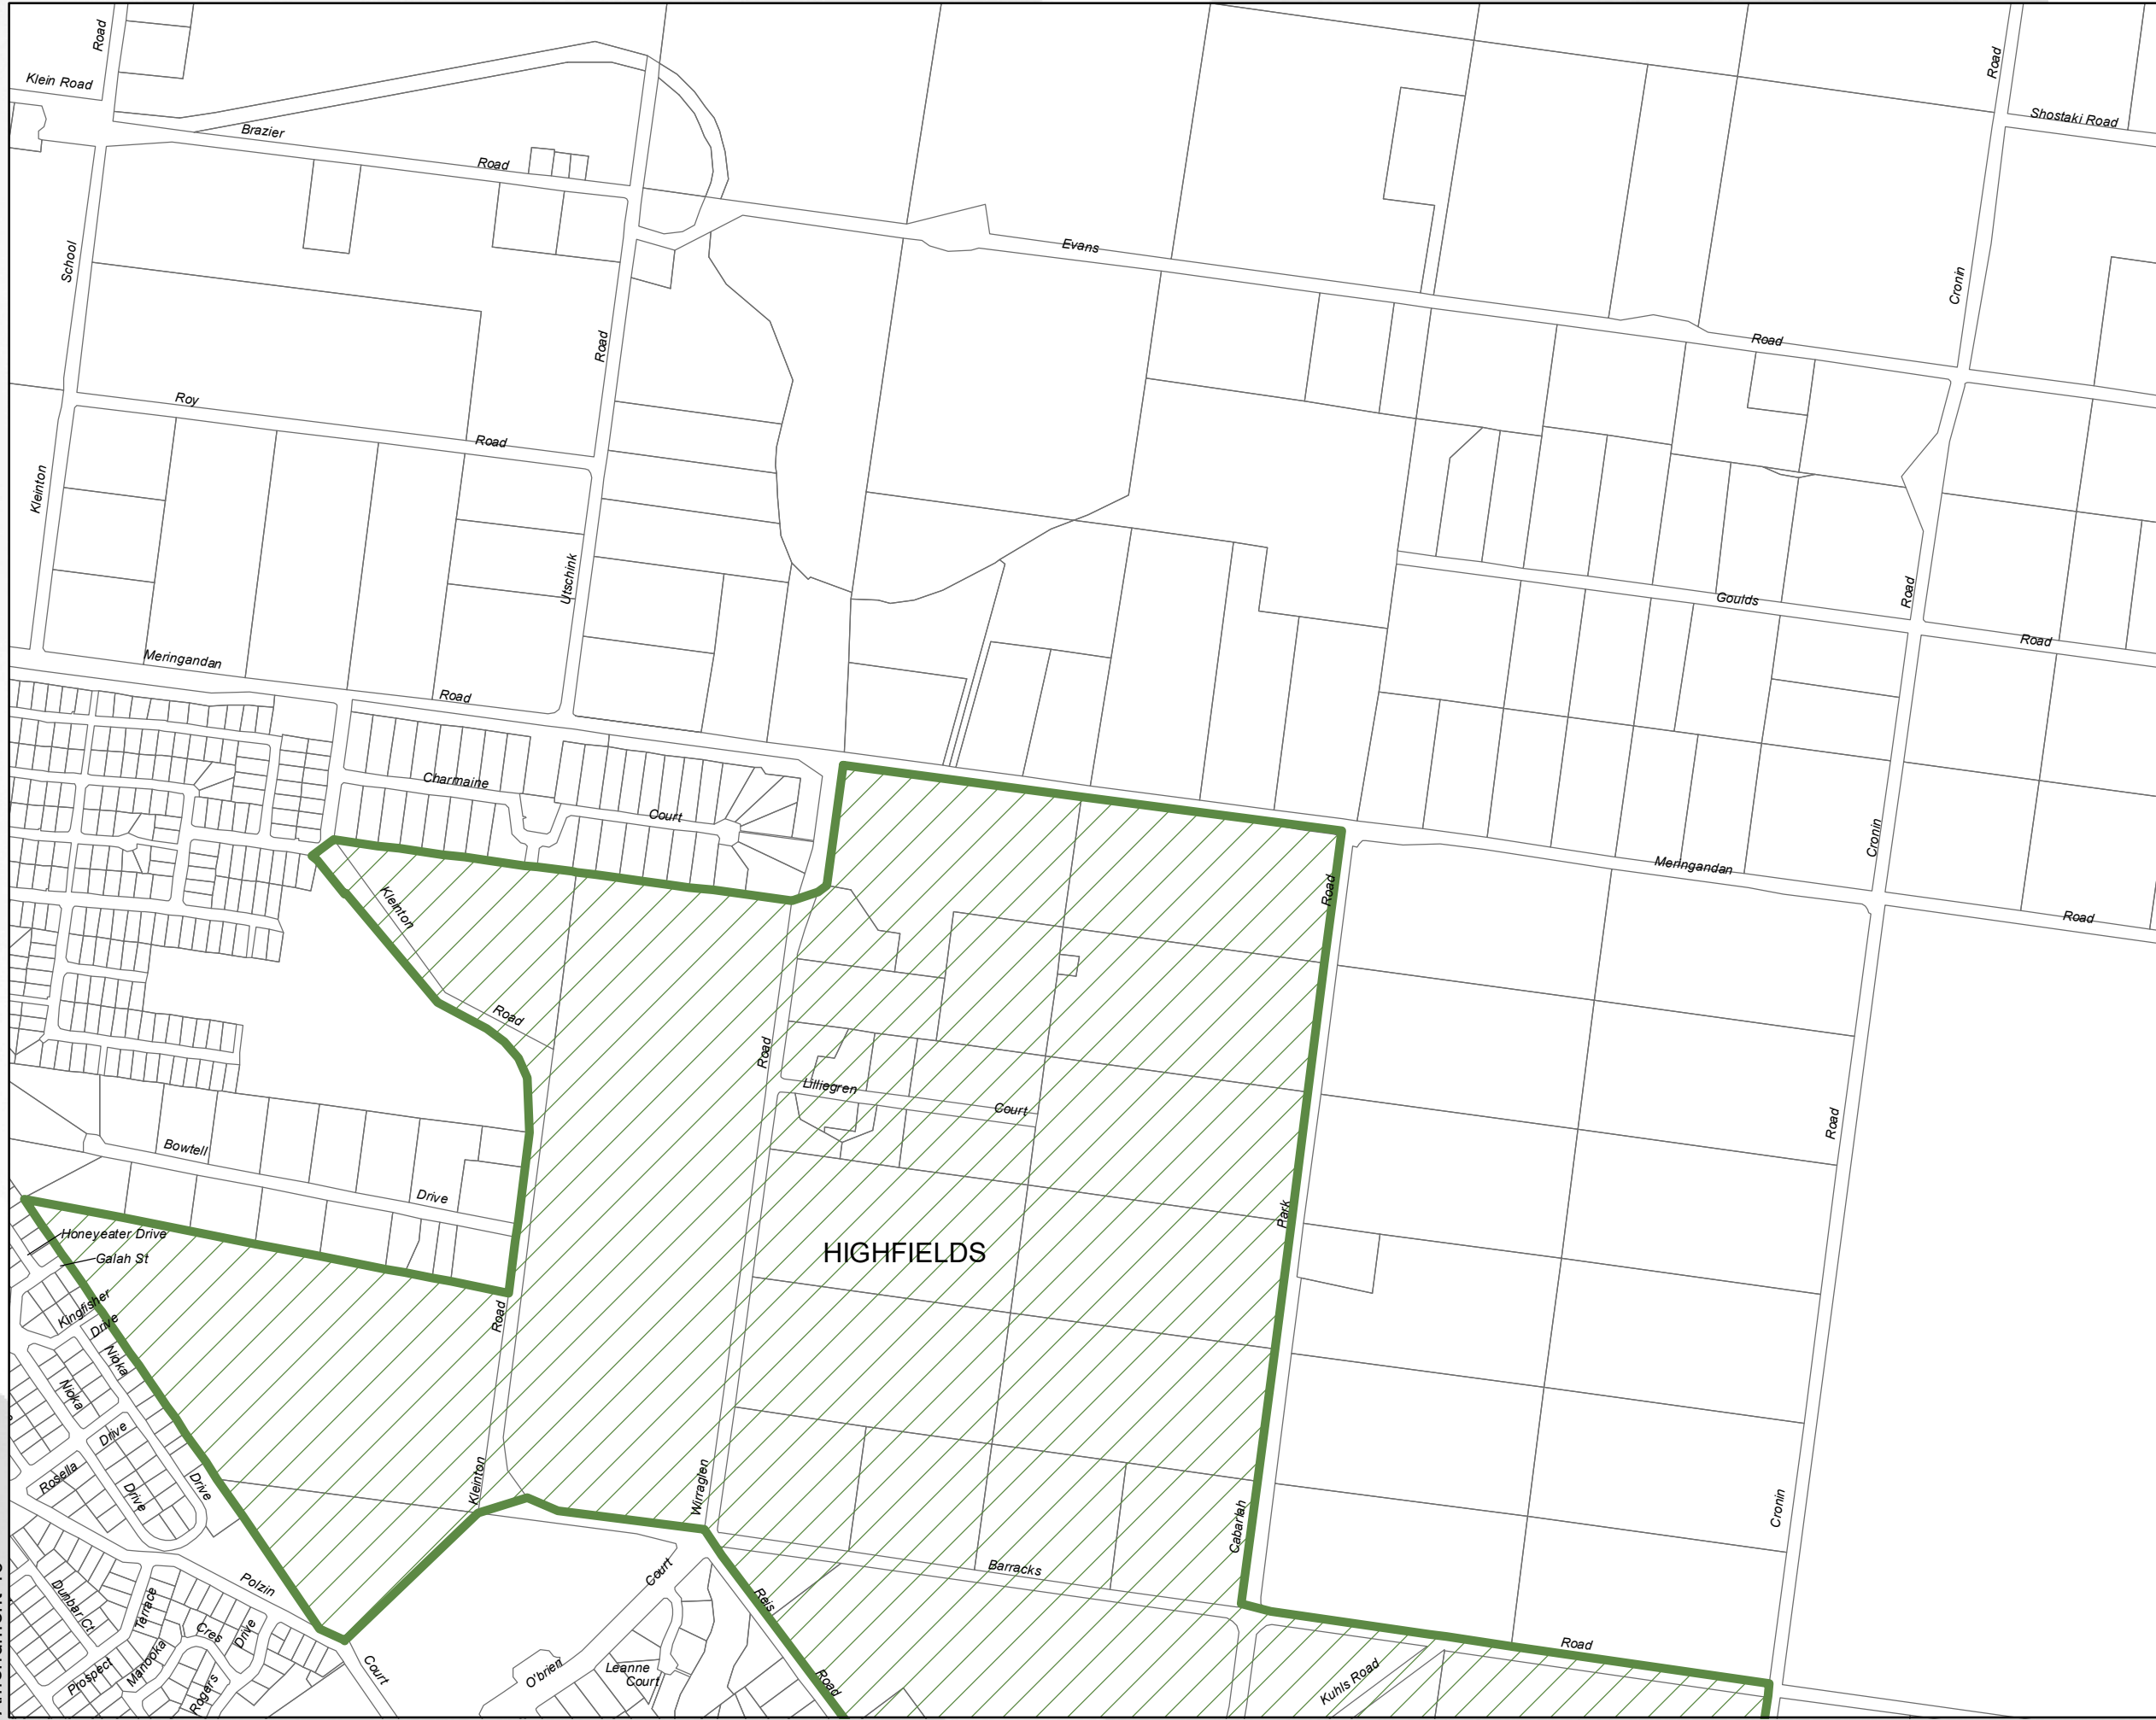 Road
Klein Road
Road
Shostaki Road
Brazier
Road
School
Evans
Cronin
Road
Road
Roy
Road
Kleinton
Utschink
Goulds
Road
Road
Meringandan
Road
Charmaine
Court
Cronin
Meringandan
Road
Road
Kleinton
Road
Road
Lilliegren
Court
Road
Bowtell
Drive
Park
Honeyeater Drive
HIGHFIELDS
Galah St
Kingfisher
Drive
Road
Nioka
Nioka
Drive
Rosella
Drive
Drive
Kleinton
Wirraglen
Cabarlah
Cronin
Barracks
Court
Polzin
Reis
Dunbar Ct
Terrace
Cres
Drive
Manooka
Prospect
Rogers
Court
O'brien
Leanne
Court
Road
Kuhls Road
Road